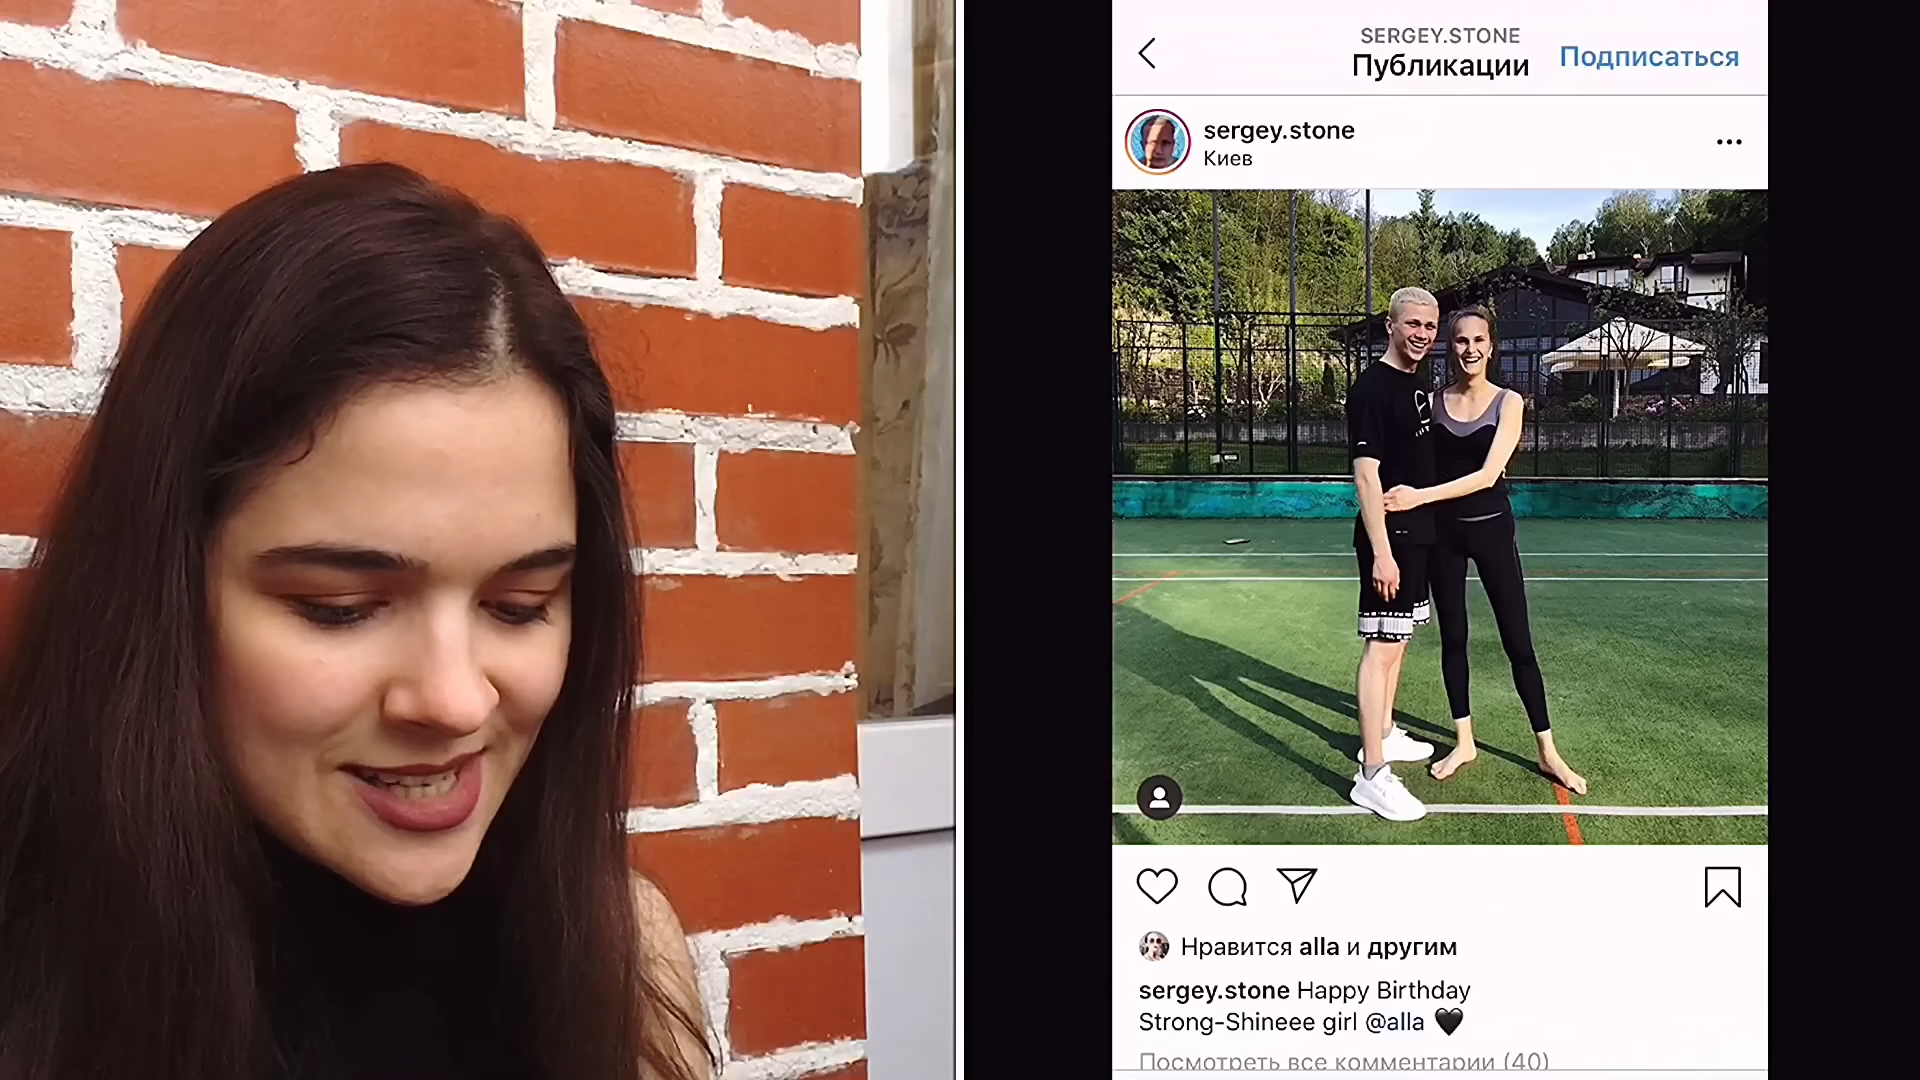 SERGEY.STONE
Публикации
Подписаться
sergey.stone
Киев
Нравится alla и другим
sergey.stone Happy Birthday
Strong-Shineee girl @alla 🖤
Посмотреть все комментарии (40)